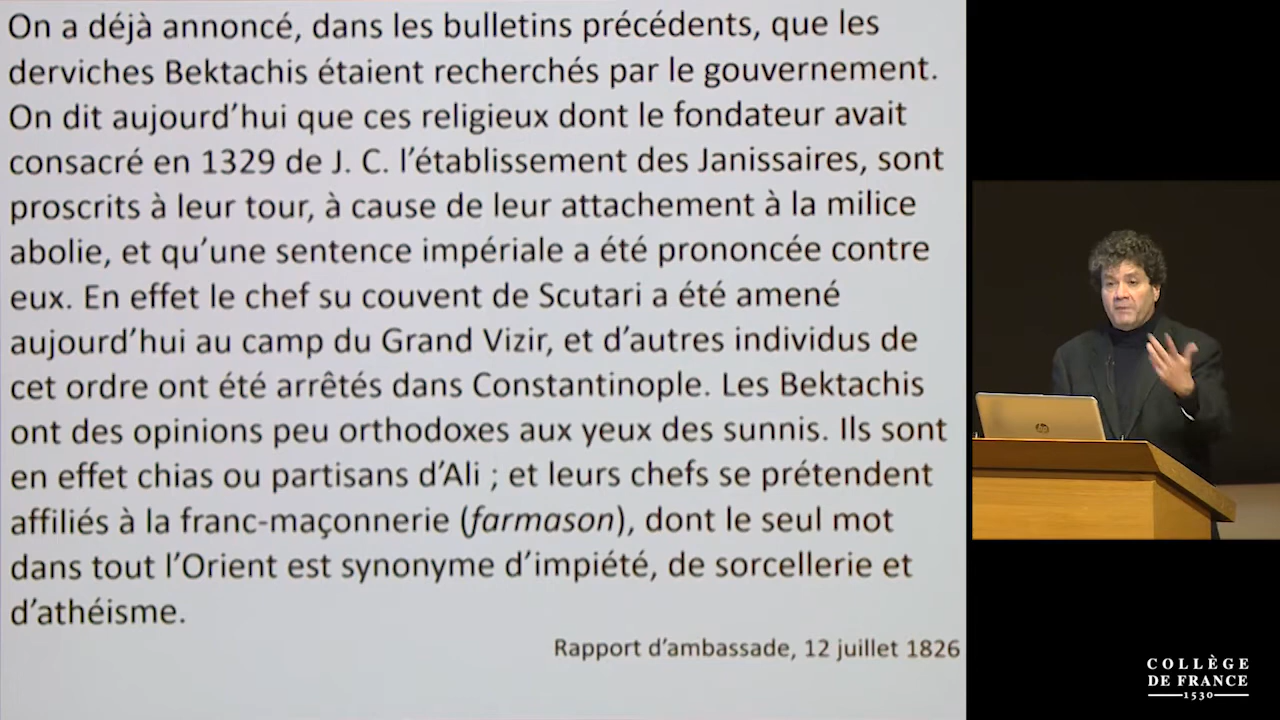 On a déjà annoncé, dans les bulletins précédents, que les
derviches Bektachis étaient recherchés par le gouvernement.
On dit aujourd’hui que ces religieux dont le fondateur avait
consacré en 1329 de J. C. l’établissement des Janissaires, sont
proscrits à leur tour, à cause de leur attachement à la milice
abolie, et qu’une sentence impériale a été prononcée contre
eux. En effet le chef su couvent de Scutari a été amené
aujourd’hui au camp du Grand Vizir, et d’autres individus de
cet ordre ont été arrêtés dans Constantinople. Les Bektachis
ont des opinions peu orthodoxes aux yeux des sunnis. Ils sont
en effet chias ou partisans d’Ali ; et leurs chefs se prétendent
affiliés à la franc-maçonnerie (farmason), dont le seul mot
dans tout l’Orient est synonyme d’impiété, de sorcellerie et
d’athéisme.
Rapport d’ambassade, 12 juillet 1826
hp
COLLÈGE
DE FRANCE
1530